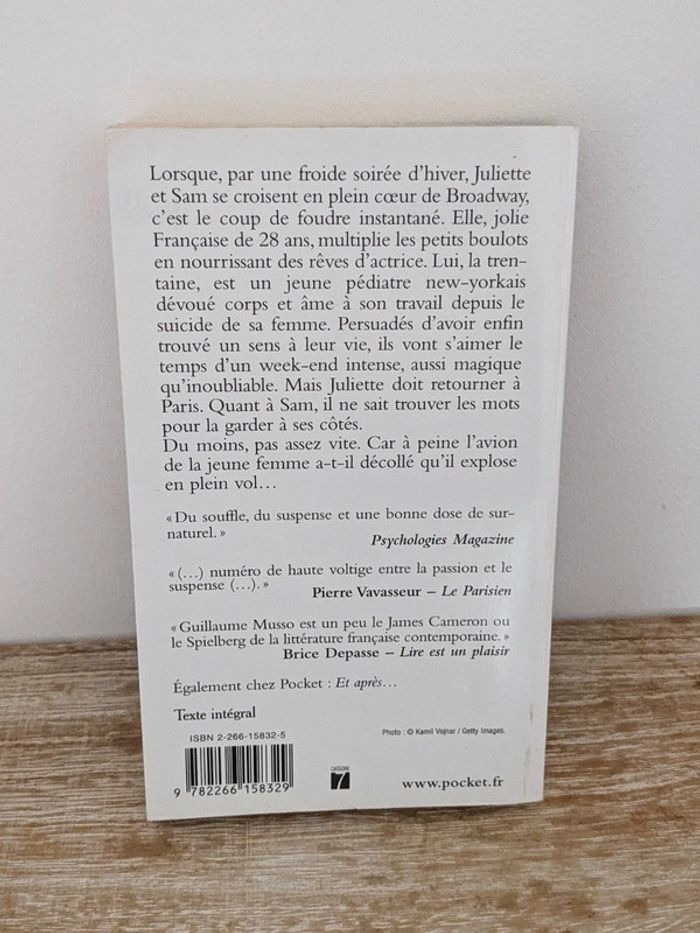 Lorsque, par une froide soirée d'hiver, Juliette
et Sam se croisent en plein cœur de Broadway,
c'est le coup de foudre instantané. Elle, jolie
Française de 28 ans, multiplie les petits boulots
en nourrissant des rêves d'actrice. Lui, la tren-
taine, est un jeune pédiatre new-yorkais
dévoué corps et âme à son travail depuis le
suicide de sa femme. Persuadés d'avoir enfin
trouvé un sens à leur vie, ils vont s'aimer le
temps d'un week-end intense, aussi magique
qu'inoubliable. Mais Juliette doit retourner à
Paris. Quant à Sam, il ne sait trouver les mots
pour la garder à ses côtés.
Du moins, pas assez vite. Car à peine l'avion
de la jeune femme a-t-il décollé qu'il explose
en plein vol…
« Du souffle, du suspense et une bonne dose de sur-
naturel. »
Psychologies Magazine
« (…) numéro de haute voltige entre la passion et le
suspense (…). »
Pierre Vavasseur – Le Parisien
« Guillaume Musso est un peu le James Cameron ou
le Spielberg de la littérature française contemporaine. »
Brice Depasse – Lire est un plaisir
Également chez Pocket : Et après…
Texte intégral
Photo : © Kamil Vojnar / Getty Images.
ISBN 2-266-15832-5
9 782266 158329
CATÉGORIE
7
www.pocket.fr